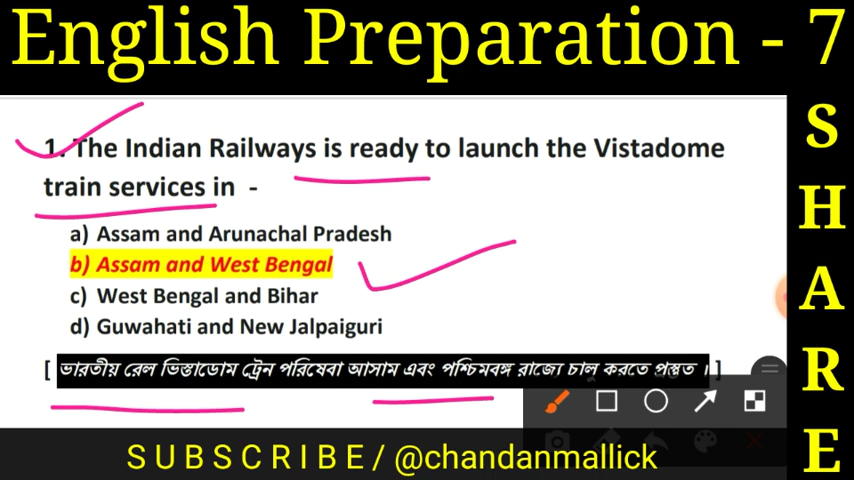 English Preparation - 7
1. The Indian Railways is ready to launch the Vistadome
train services in -
a) Assam and Arunachal Pradesh
b) Assam and West Bengal
c) West Bengal and Bihar
d) Guwahati and New Jalpaiguri
[ ভারতীয় রেল ভিস্তাডোম ট্রেন পরিষেবা আসাম এবং পশ্চিমবঙ্গ রাজ্যে চালু করতে প্রস্তুত । ]
SUBSCRIBE/ @chandanmallick
SHARE